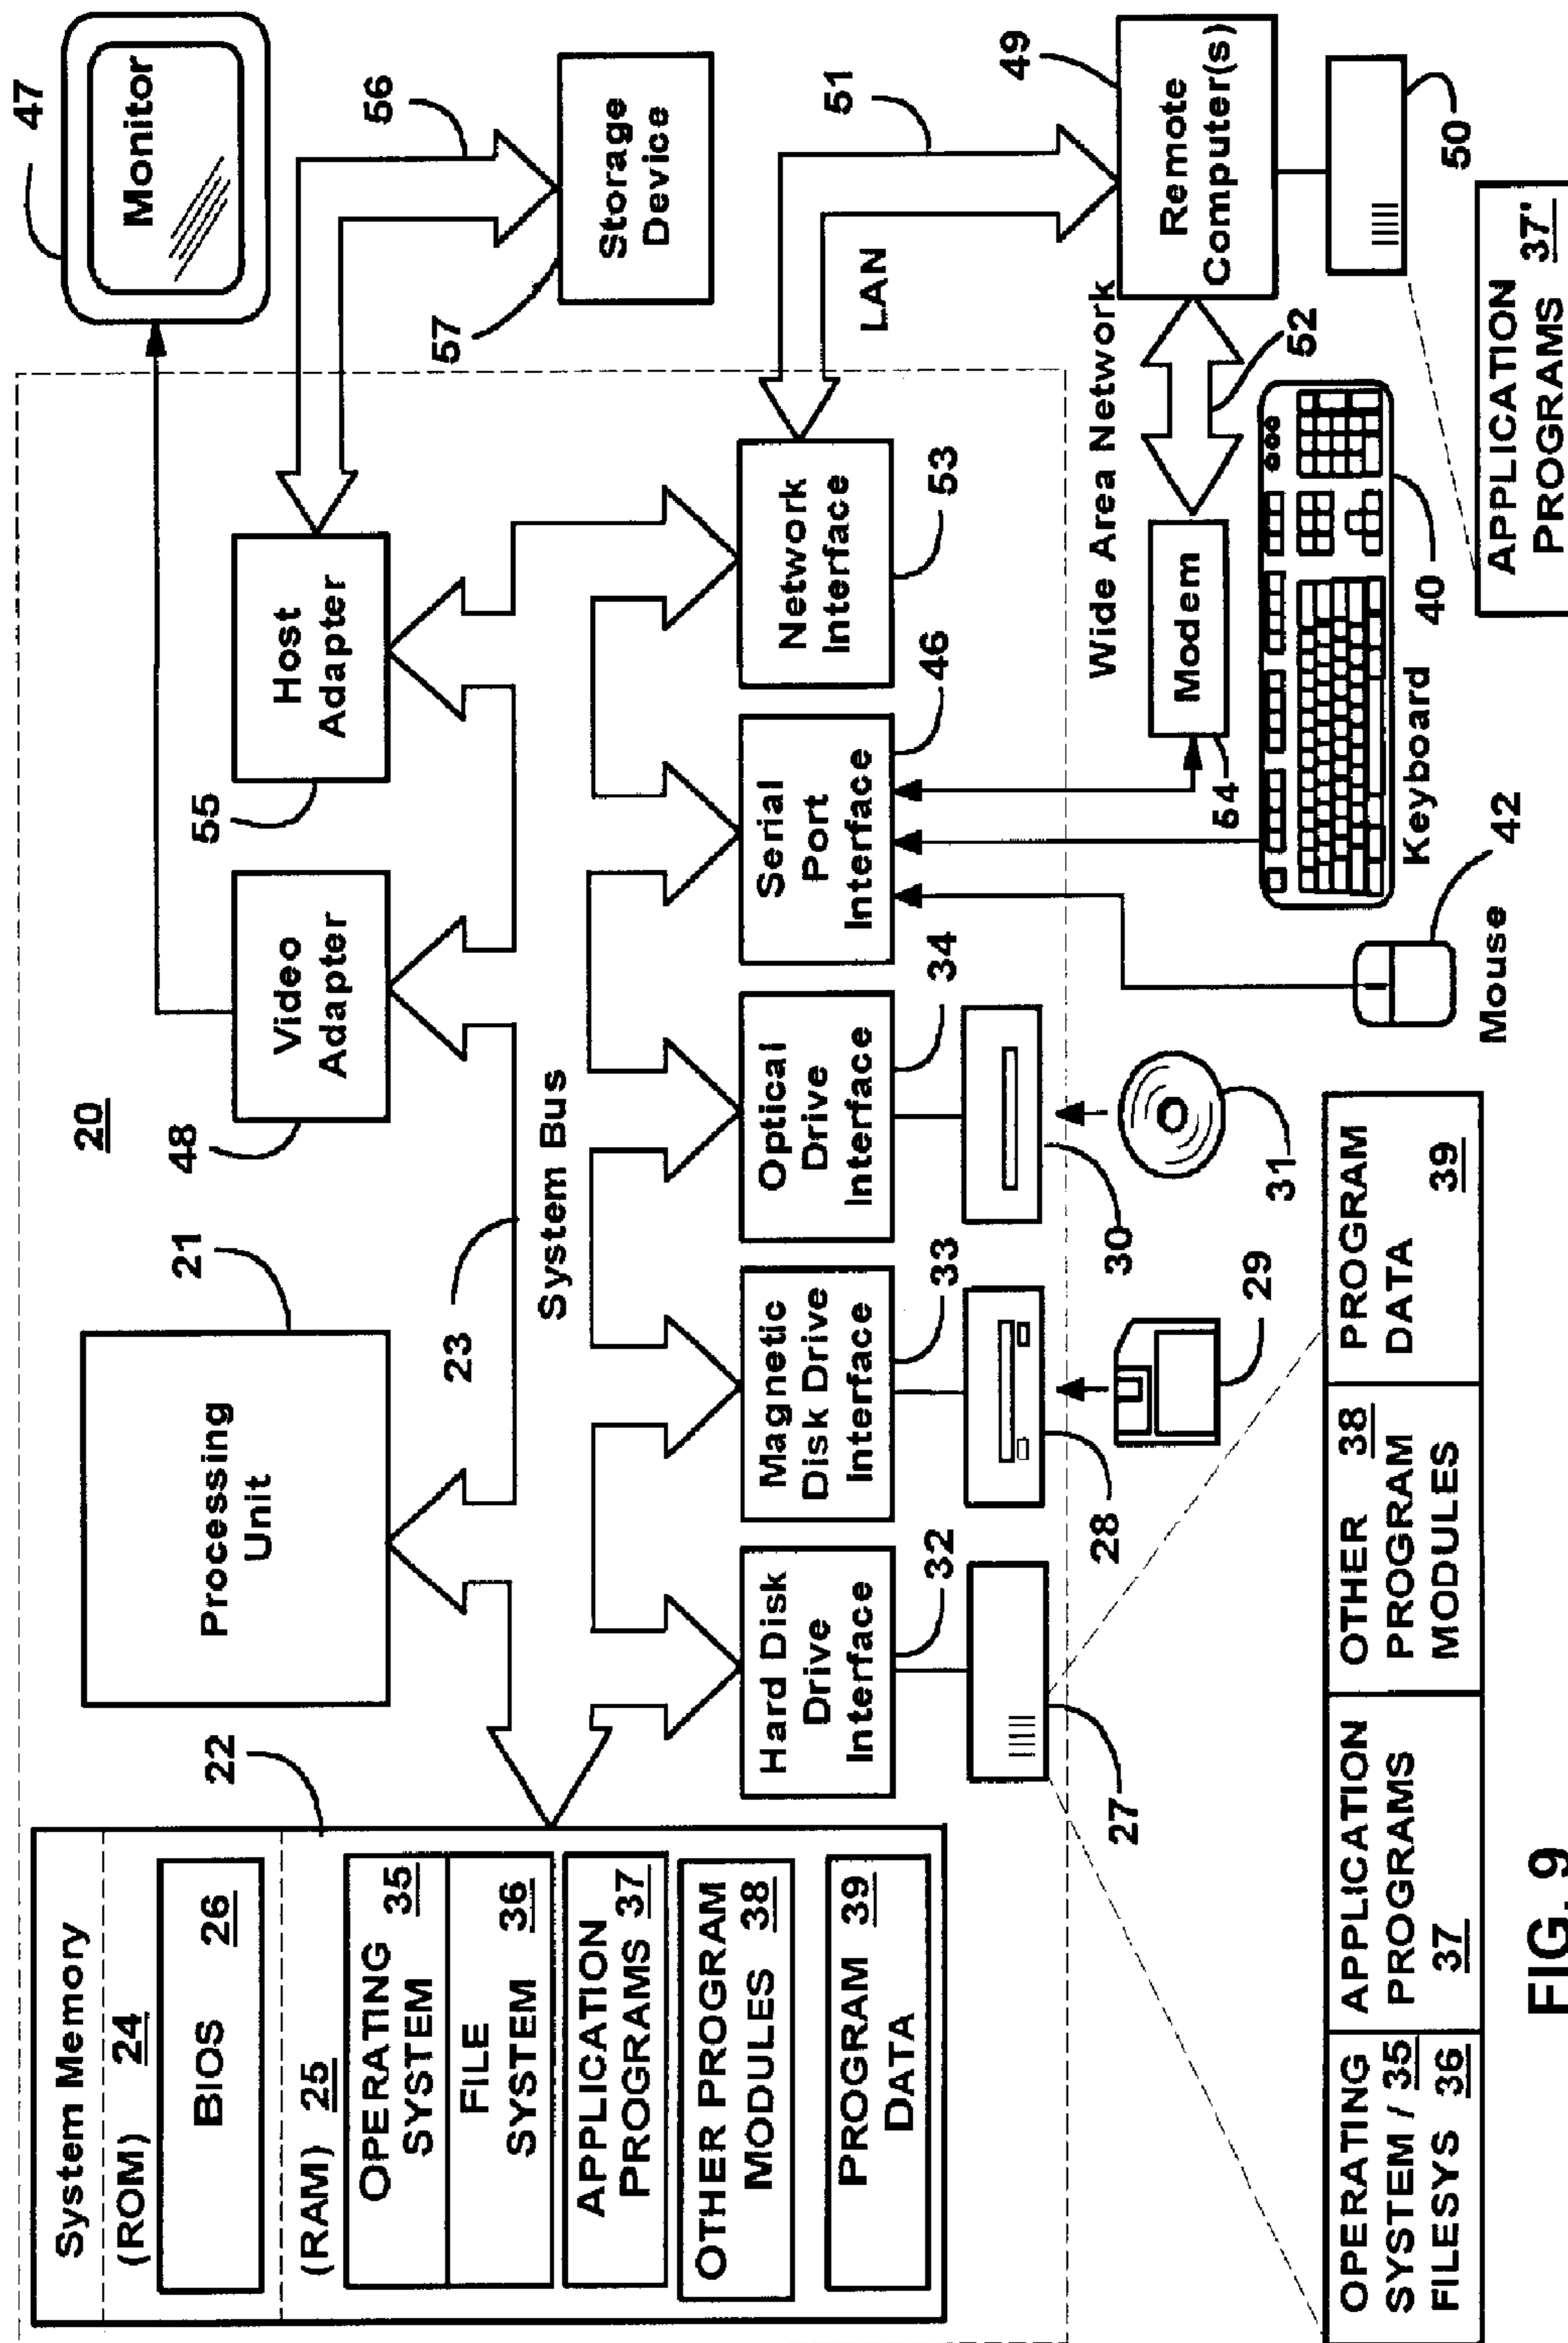 System Memory
(ROM) 24
BIOS 26
(RAM) 25
22
OPERATING
SYSTEM 35
FILE
SYSTEM 36
APPLICATION
PROGRAMS 37
OTHER PROGRAM
MODULES 38
PROGRAM 39
DATA
20
Processing
Unit
21
23
System Bus
Video
Adapter
48
Host
Adapter
55
47
Monitor
56
Storage
Device
57
Hard Disk
Drive
Interface
32
Magnetic
Disk Drive
Interface
33
Optical
Drive
Interface
34
Serial
Port
Interface
46
Network
Interface
53
LAN
51
49
Remote
Computer(s)
Wide Area Network
52
Modem
54
50
27
28
29
30
31
Mouse
42
Keyboard
40
APPLICATION
PROGRAMS 37'
OPERATING
SYSTEM / 35
FILESYS 36
APPLICATION
PROGRAMS
37
OTHER 38
PROGRAM
MODULES
PROGRAM
DATA
39
FIG. 9